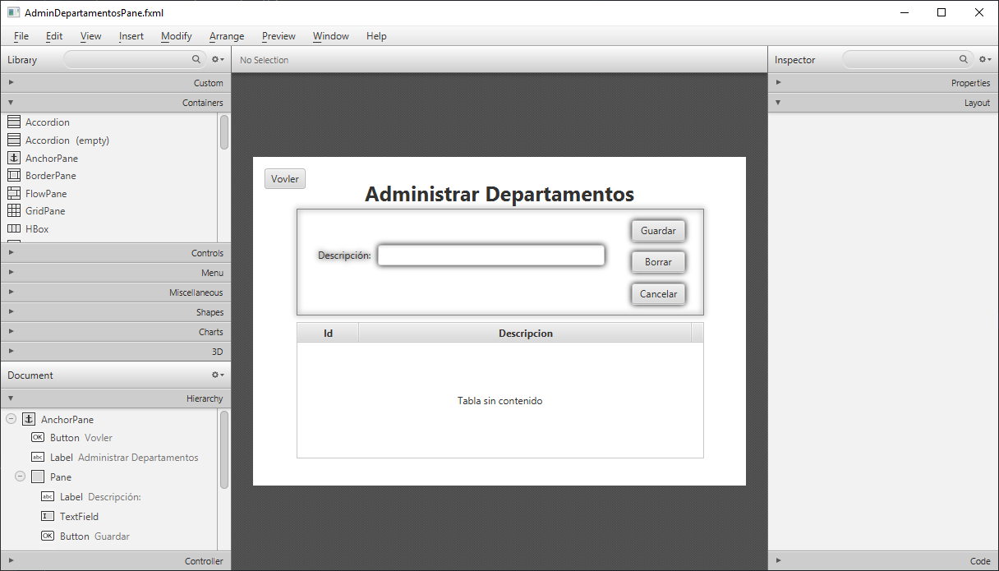 AdminDepartamentosPane.fxml
File Edit View Insert Modify Arrange Preview Window Help
Library
Custom
Containers
Accordion
Accordion (empty)
AnchorPane
BorderPane
FlowPane
GridPane
HBox
Controls
Menu
Miscellaneous
Shapes
Charts
3D
Document
Hierarchy
AnchorPane
OK Button Vovler
abc Label Administrar Departamentos
Pane
abc Label Descripción:
TextField
OK Button Guardar
Controller
No Selection
Vovler
Administrar Departamentos
Descripción:
Guardar
Borrar
Cancelar
Id Descripcion
Tabla sin contenido
Inspector
Properties
Layout
Code